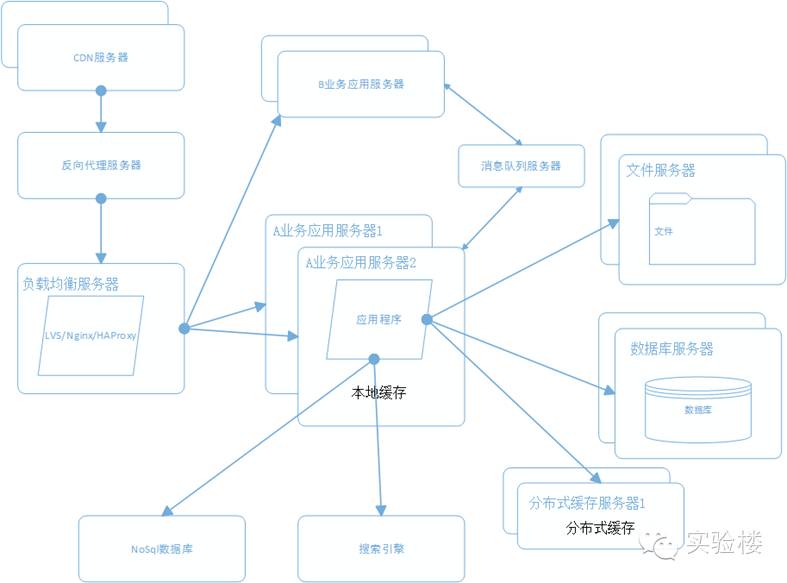 CDN服务器
B业务应用服务器
反向代理服务器
消息队列服务器
文件服务器
文件
A业务应用服务器1
A业务应用服务器2
负载均衡服务器
LVS/Nginx/HAProxy
应用程序
数据库服务器
数据库
本地缓存
分布式缓存服务器1
分布式缓存
NoSql数据库
搜索引擎
实验楼